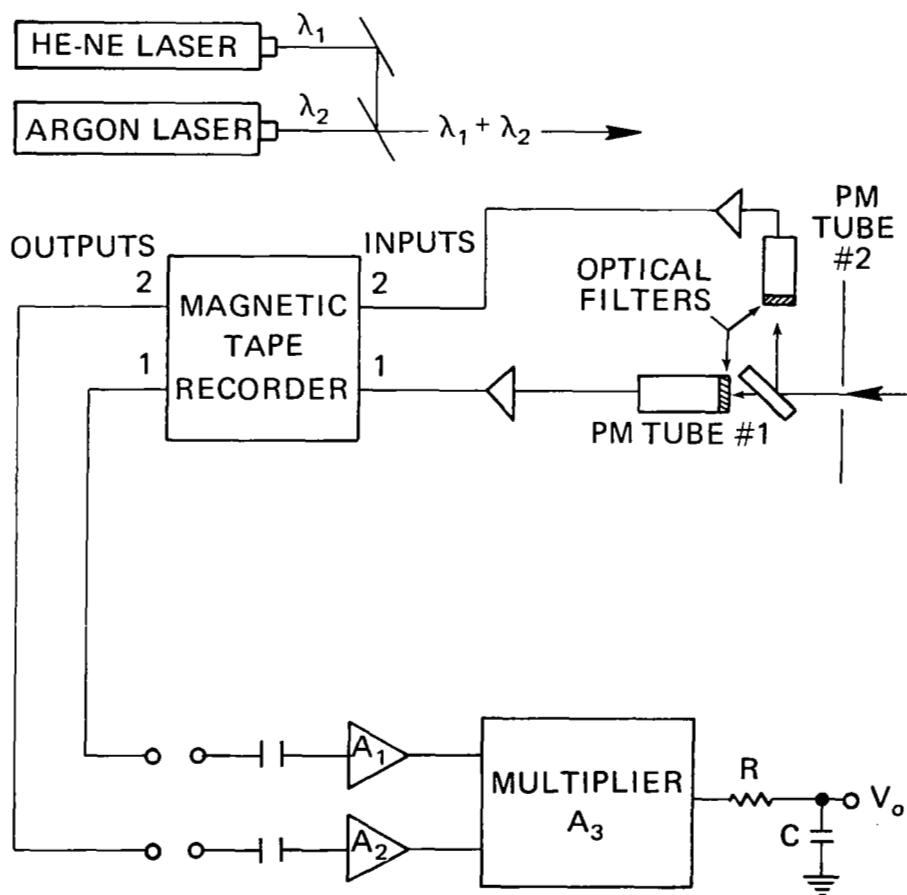 HE-NE LASER
λ₁
ARGON LASER
λ₂
λ₁ + λ₂
OUTPUTS
2
1
MAGNETIC
TAPE
RECORDER
INPUTS
2
1
OPTICAL
FILTERS
PM
TUBE
#2
PM TUBE #1
A₁
A₂
MULTIPLIER
A₃
R
C
Vₒ